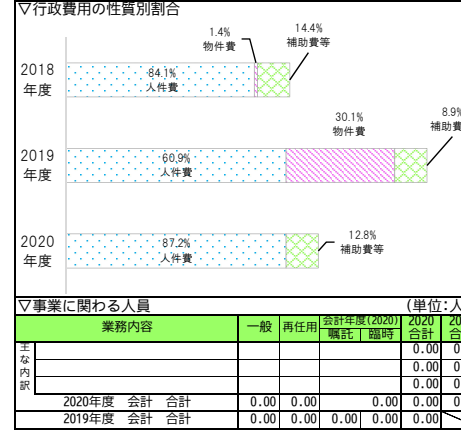 ▽行政費用の性質別割合
1.4%
物件費
14.4%
補助費等
2018
年度
84.1%
人件費
30.1%
物件費
8.9%
補助費
2019
年度
60.9%
人件費
2020
年度
87.2%
人件費
12.8%
補助費等
▽事業に関わる人員 (単位:人
業務内容 一般 再任用 会計年度(2020) 嘱託 臨時 2020 合計 20 合
主な内訳
0.00 0
0.00 0
0.00 0
2020年度 会計 合計 0.00 0.00 0.00 0.00 0
2019年度 会計 合計 0.00 0.00 0.00 0.00 0.00